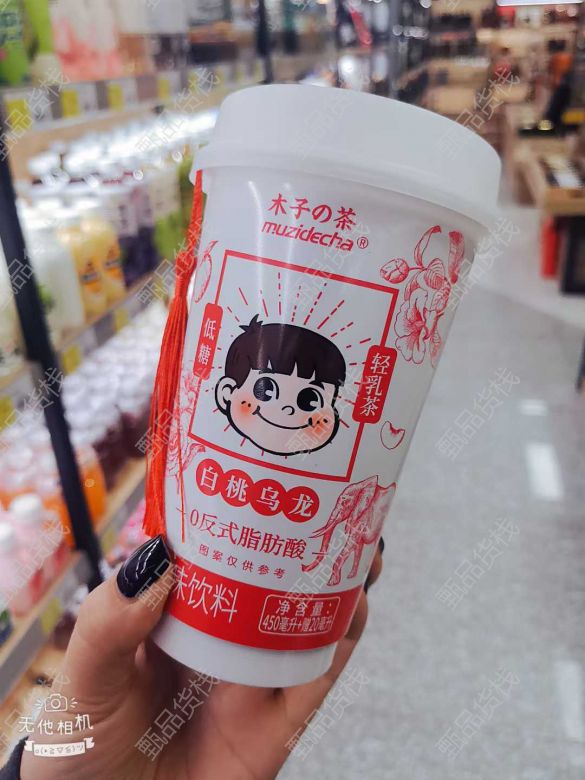 木子の茶
muzidecha®
低糖
轻乳茶
白桃乌龙
0反式脂肪酸
图案仅供参考
味饮料
净含量：
450毫升+赠20毫升
无他相机
甄品货栈